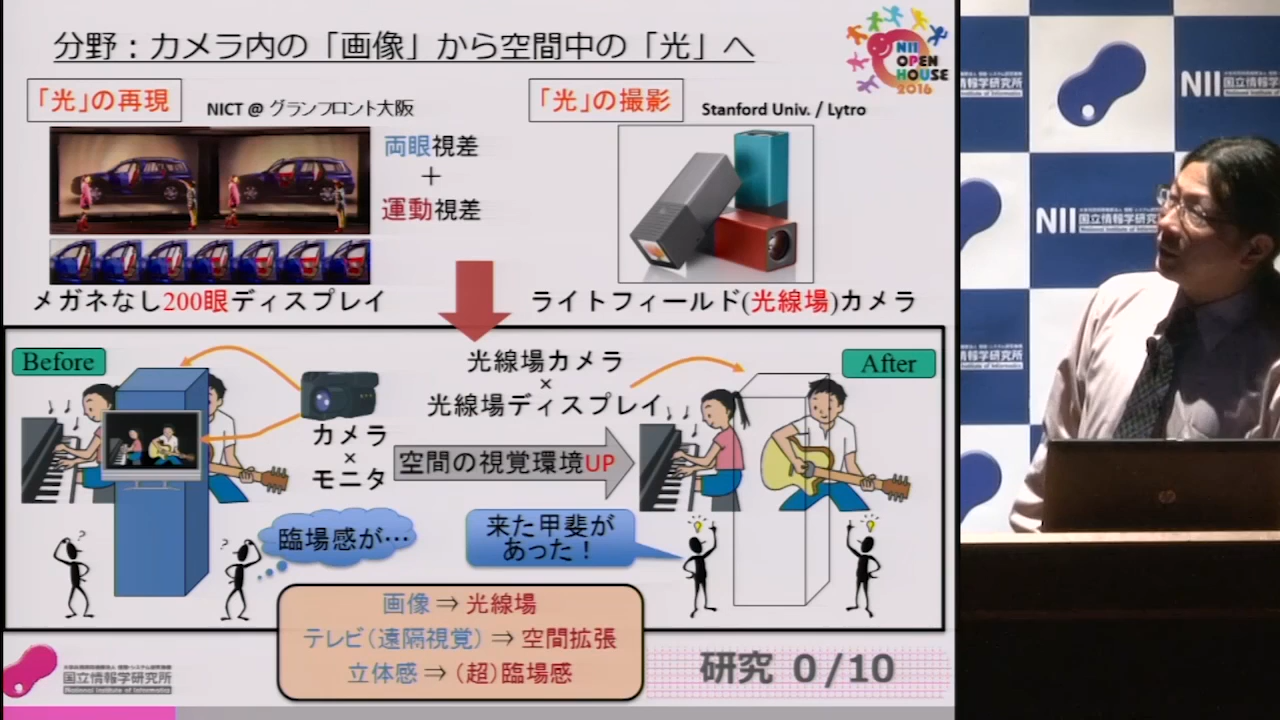 分野：カメラ内の「画像」から空間中の「光」へ
NII
OPEN
HOUSE
2016
「光」の再現
NICT @ グランフロント大阪
両眼視差
＋
運動視差
メガネなし200眼ディスプレイ
「光」の撮影
Stanford Univ. / Lytro
ライトフィールド(光線場)カメラ
Before
カメラ
×
モニタ
光線場カメラ
×
光線場ディスプレイ
空間の視覚環境UP
After
臨場感が…
来た甲斐が
あった！
画像⇒光線場
テレビ（遠隔視覚）⇒空間拡張
立体感⇒（超）臨場感
国立情報学研究所
National Institute of Informatics
研究 0/10
NII
NII 国立情報学研究
国立情報学研究所
hp